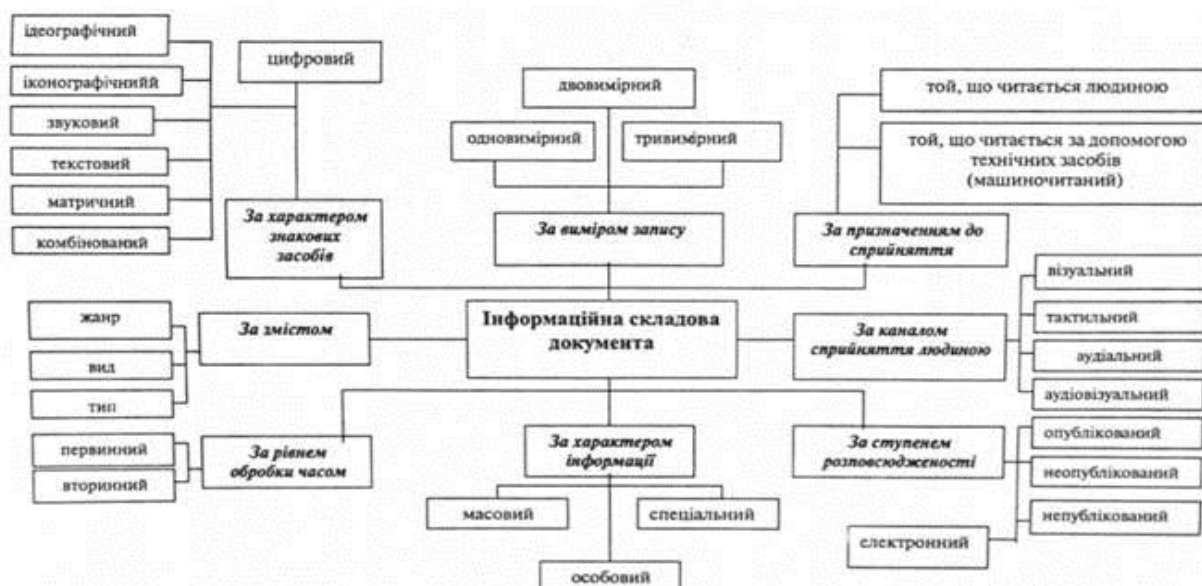 ідеографічний
іконографічнийй
звуковий
текстовий
матричний
комбінований
цифровий
За характером
знакових
засобів
двовимірний
одновимірний
тривимірний
За виміром запису
той, що читається людиною
той, що читається за допомогою
технічних засобів
(машиночитаний)
За призначенням до
сприйняття
жанр
вид
тип
За змістом
Інформаційна складова
документа
За каналом
сприйняття людиною
візуальний
тактильний
аудіальний
аудіовізуальний
первинний
вторинний
За рівнем
обробки часом
За характером
інформації
масовий
спеціальний
особовий
За ступенем
розповсюдженості
опублікований
неопублікований
непублікований
електронний